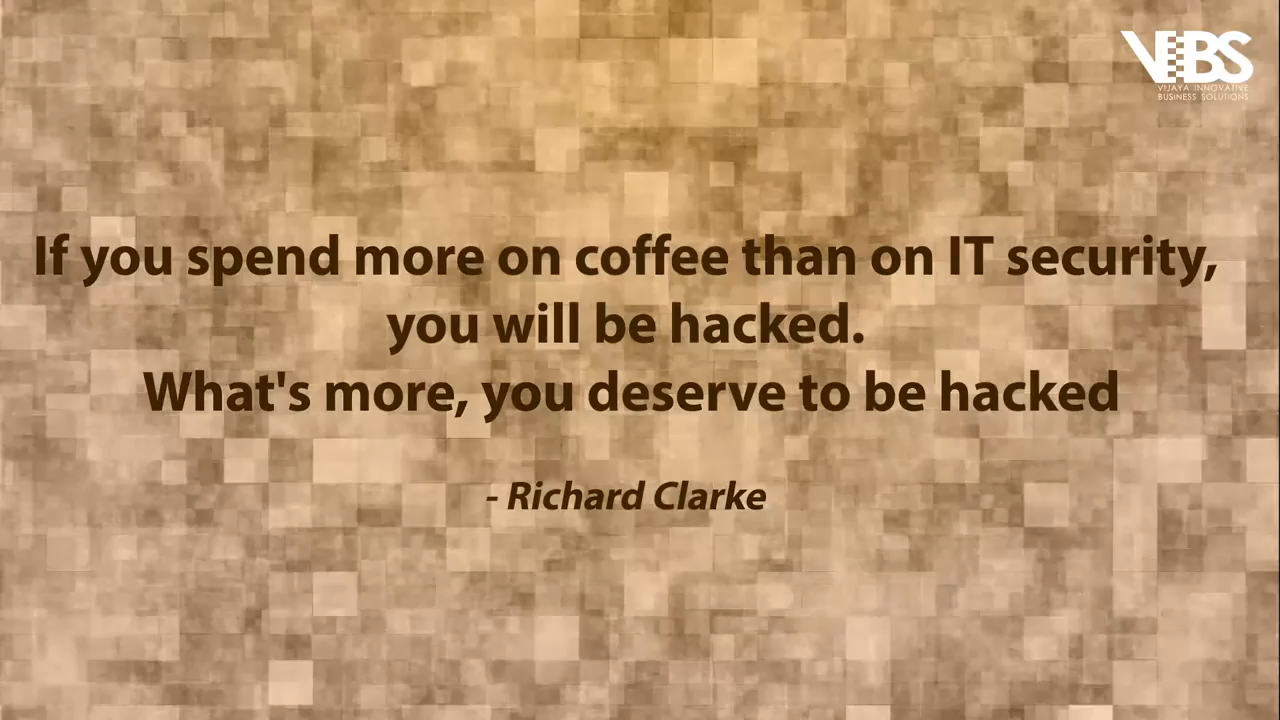 VIBS
VIJAYA INNOVATIVE
BUSINESS SOLUTIONS
If you spend more on coffee than on IT security,
you will be hacked.
What's more, you deserve to be hacked
- Richard Clarke